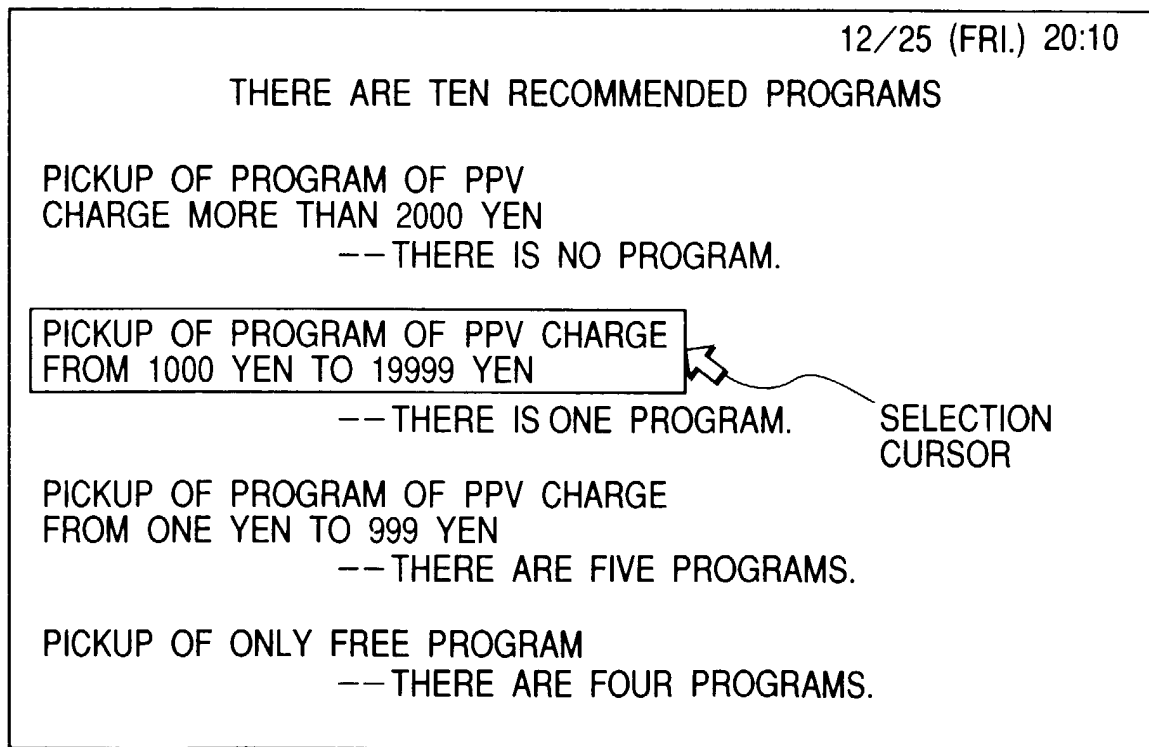 12/25 (FRI.) 20:10
THERE ARE TEN RECOMMENDED PROGRAMS
PICKUP OF PROGRAM OF PPV
CHARGE MORE THAN 2000 YEN
--THERE IS NO PROGRAM.
PICKUP OF PROGRAM OF PPV CHARGE
FROM 1000 YEN TO 19999 YEN
--THERE IS ONE PROGRAM.
SELECTION
CURSOR
PICKUP OF PROGRAM OF PPV CHARGE
FROM ONE YEN TO 999 YEN
--THERE ARE FIVE PROGRAMS.
PICKUP OF ONLY FREE PROGRAM
--THERE ARE FOUR PROGRAMS.